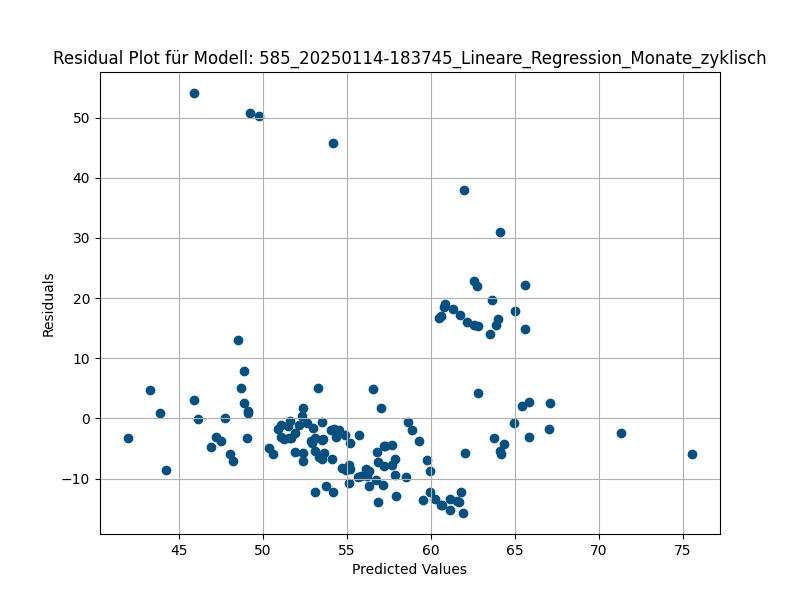 Residual Plot für Modell: 585_20250114-183745_Lineare_Regression_Monate_zyklisch
50
40
30
20
10
0
−10
Residuals
45 50 55 60 65 70 75
Predicted Values